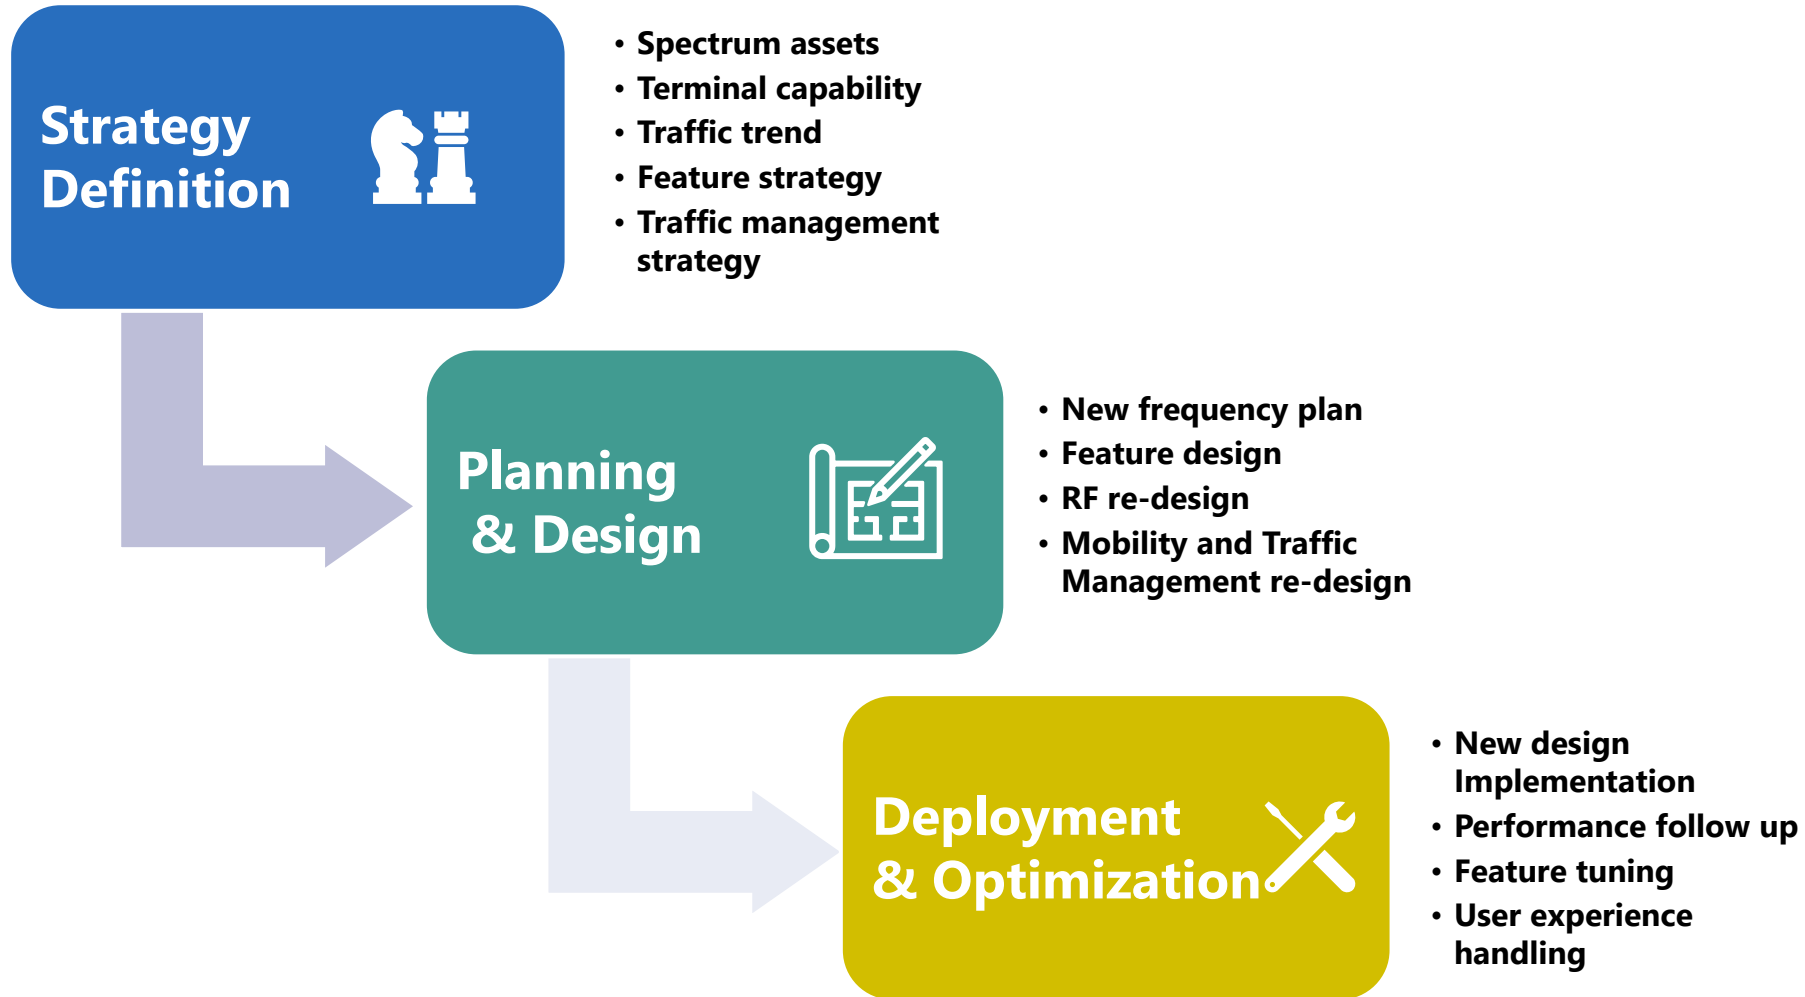 Strategy
Definition
• Spectrum assets
• Terminal capability
• Traffic trend
• Feature strategy
• Traffic management
strategy
Planning
& Design
• New frequency plan
• Feature design
• RF re-design
• Mobility and Traffic
Management re-design
Deployment
& Optimization
• New design
Implementation
• Performance follow up
• Feature tuning
• User experience
handling